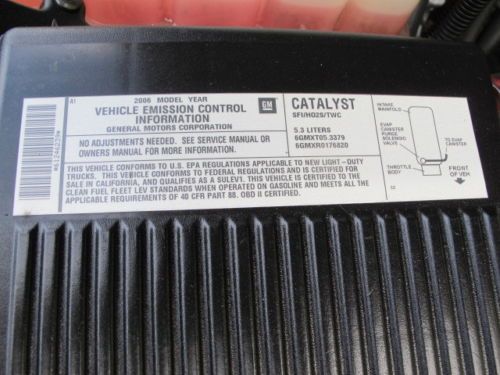 A1
2006 MODEL YEAR
VEHICLE EMISSION CONTROL
INFORMATION
GENERAL MOTORS CORPORATION
GM
CATALYST
SFI/HO2S/TWC
NO ADJUSTMENTS NEEDED. SEE SERVICE MANUAL OR
OWNERS MANUAL FOR MORE INFORMATION.
5.3 LITERS
6GMXT05.3379
6GMXR0176820
THIS VEHICLE CONFORMS TO U.S. EPA REGULATIONS APPLICABLE TO NEW LIGHT-DUTY
TRUCKS. THIS VEHICLE CONFORMS TO FEDERAL REGULATIONS AND IS CERTIFIED FOR
SALE IN CALIFORNIA, AND QUALIFIES AS A SULEV1. THIS VEHICLE IS CERTIFIED TO
CLEAN FUEL FLEET LEV STANDARDS WHEN OPERATED ON GASOLINE AND MEETS ALL THE
APPLICABLE REQUIREMENTS OF 40 CFR PART 88. OBD II CERTIFIED.
INTAKE
MANIFOLD
EVAP
CANISTER
PURGE
SOLENOID
VALVE
TO EVAP
CANISTER
THROTTLE
BODY
FRONT
OF VEH